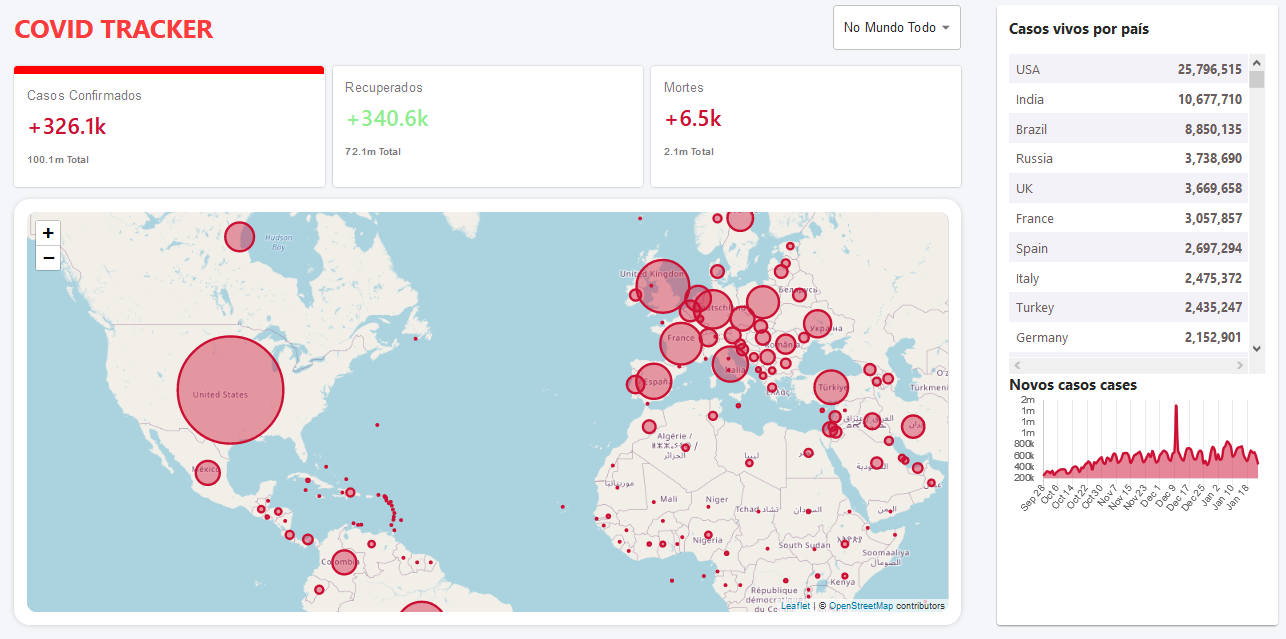 COVID TRACKER
No Mundo Todo
Casos Confirmados
+326.1k
100.1m Total
Recuperados
+340.6k
72.1m Total
Mortes
+6.5k
2.1m Total
+
−
Hudson
Bay
United States
México
Colombia
United Kingdom
France
España
Italia
Беларусь
Україна
România
Ελλάς
Türkiye
Türkmeni
Algérie /
الجزائر
ليبيا
مصر
السعودية
العراق
موريتانيا
Mali
Niger
Tchad تشاد
السودان
اليمن
Nigeria
South Sudan
Soomaaliya
الصومال
Kenya
République
démocratique
du Co
Leaflet | © OpenStreetMap contributors
Casos vivos por país
USA 25,796,515
India 10,677,710
Brazil 8,850,135
Russia 3,738,690
UK 3,669,658
France 3,057,857
Spain 2,697,294
Italy 2,475,372
Turkey 2,435,247
Germany 2,152,901
Novos casos cases
2m
1m
1m
1m
800k
600k
400k
200k
Sep 28 Oct 6 Oct 14 Oct 22 Oct 30 Nov 7 Nov 15 Nov 23 Dec 1 Dec 9 Dec 17 Dec 25 Jan 2 Jan 10 Jan 18